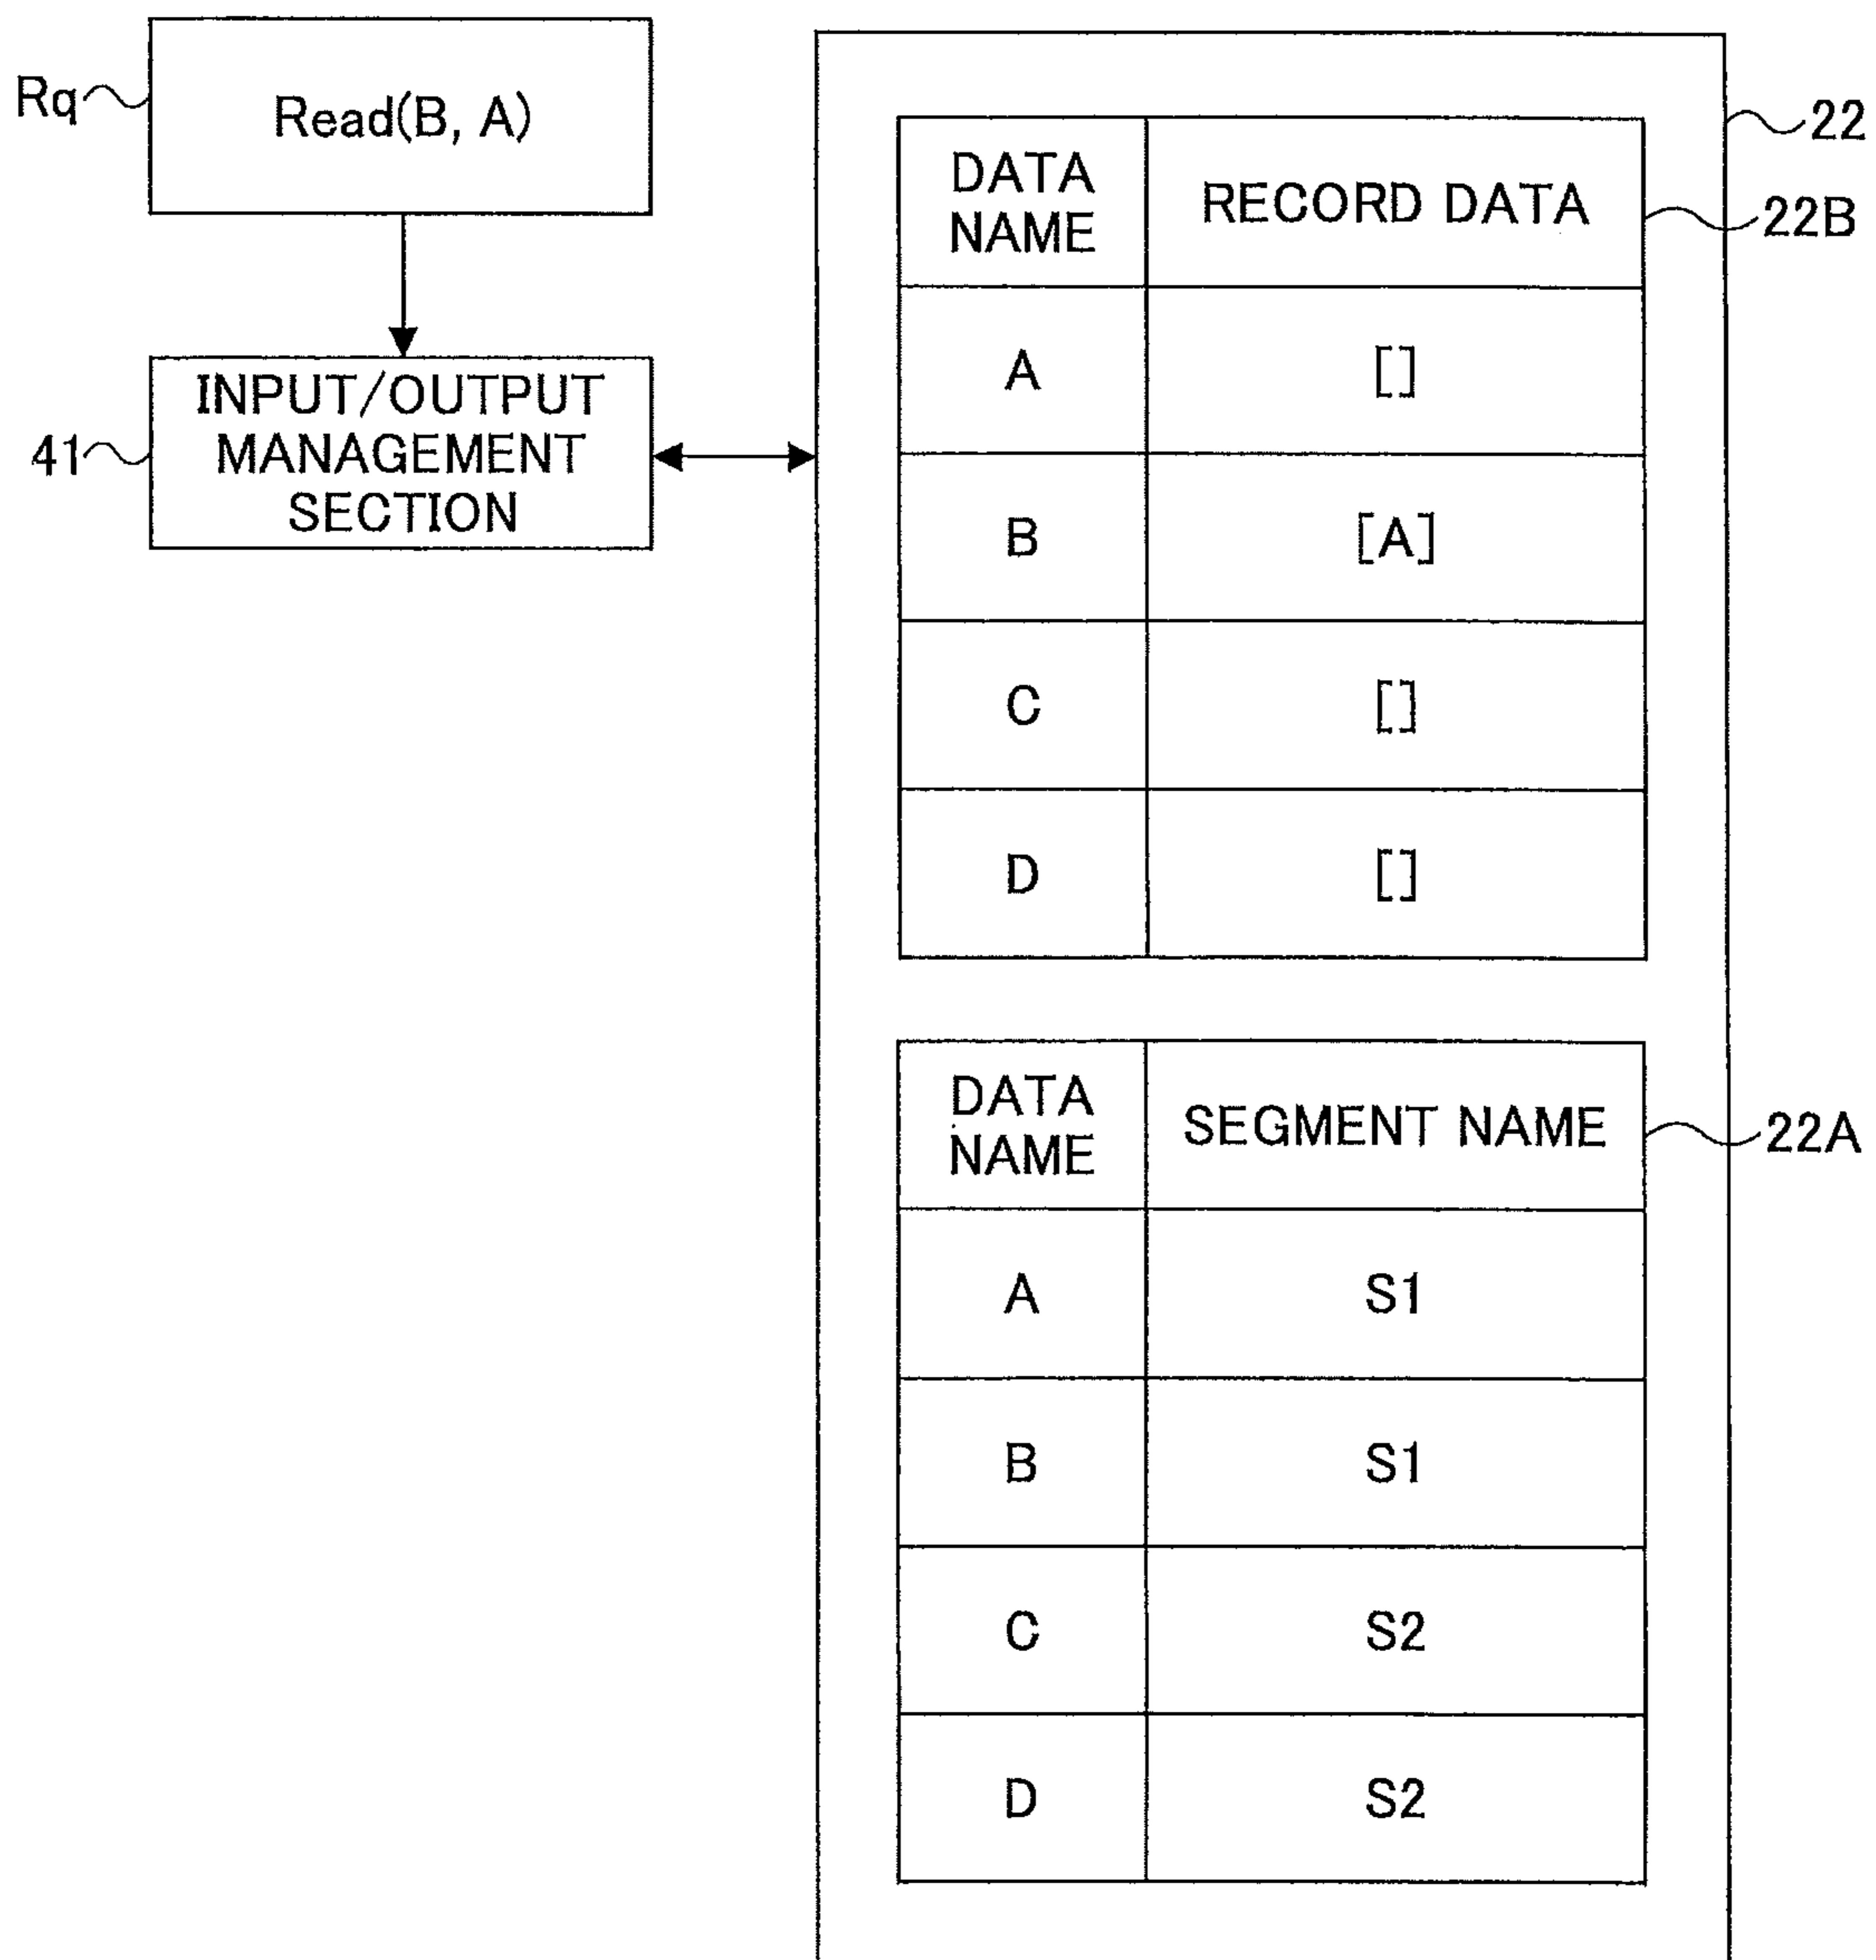 Rq
Read(B, A)
41
INPUT/OUTPUT
MANAGEMENT
SECTION
22
22B
DATA
NAME
RECORD DATA
A
[]
B
[A]
C
[]
D
[]
22A
DATA
NAME
SEGMENT NAME
A
S1
B
S1
C
S2
D
S2